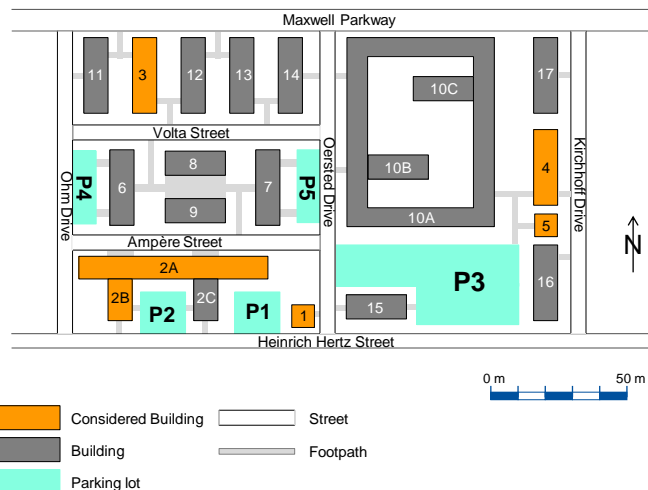 Maxwell Parkway
11
3
12
13
14
10C
17
Volta Street
Ohm Drive
P4
6
8
9
7
P5
Oersted Drive
10B
10A
4
5
Kirchhoff Drive
N
Ampère Street
2A
2B
P2
2C
P1
1
15
P3
16
Heinrich Hertz Street
0 m
50 m
Considered Building
Street
Building
Footpath
Parking lot